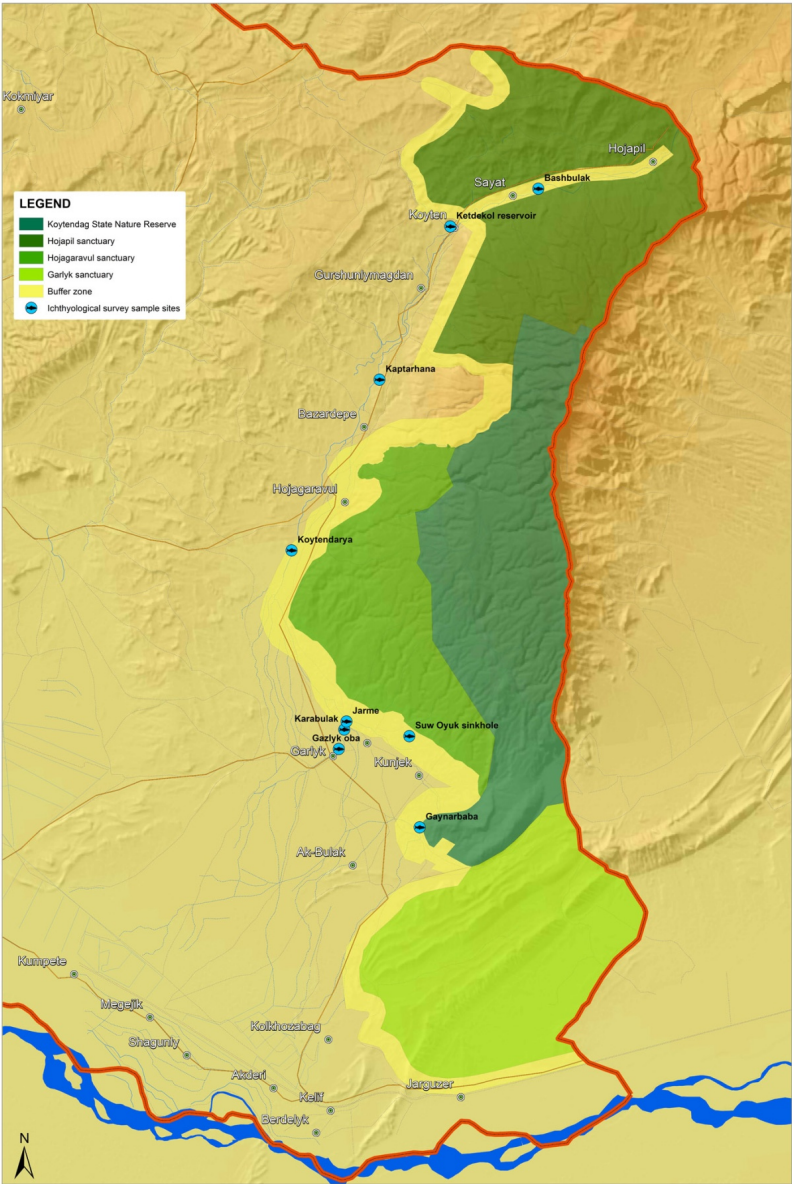 Kokmiyar
Hojapil
Sayat
Bashbulak
LEGEND
Koytendag State Nature Reserve
Hojapil sanctuary
Hojagaravul sanctuary
Garlyk sanctuary
Buffer zone
Ichthyological survey sample sites
Koyten
Ketdekol reservoir
Gurshunlymagdan
Kaptarhana
Bazardepe
Hojagaravul
Koytendarya
Jarme
Karabulak
Suw Oyuk sinkhole
Gazlyk oba
Garlyk
Kunjek
Gaynarbaba
Ak-Bulak
Kumpete
Megejik
Kolkhozabag
Shagunly
Akderi
Jarguzer
Kelif
Berdelyk
N